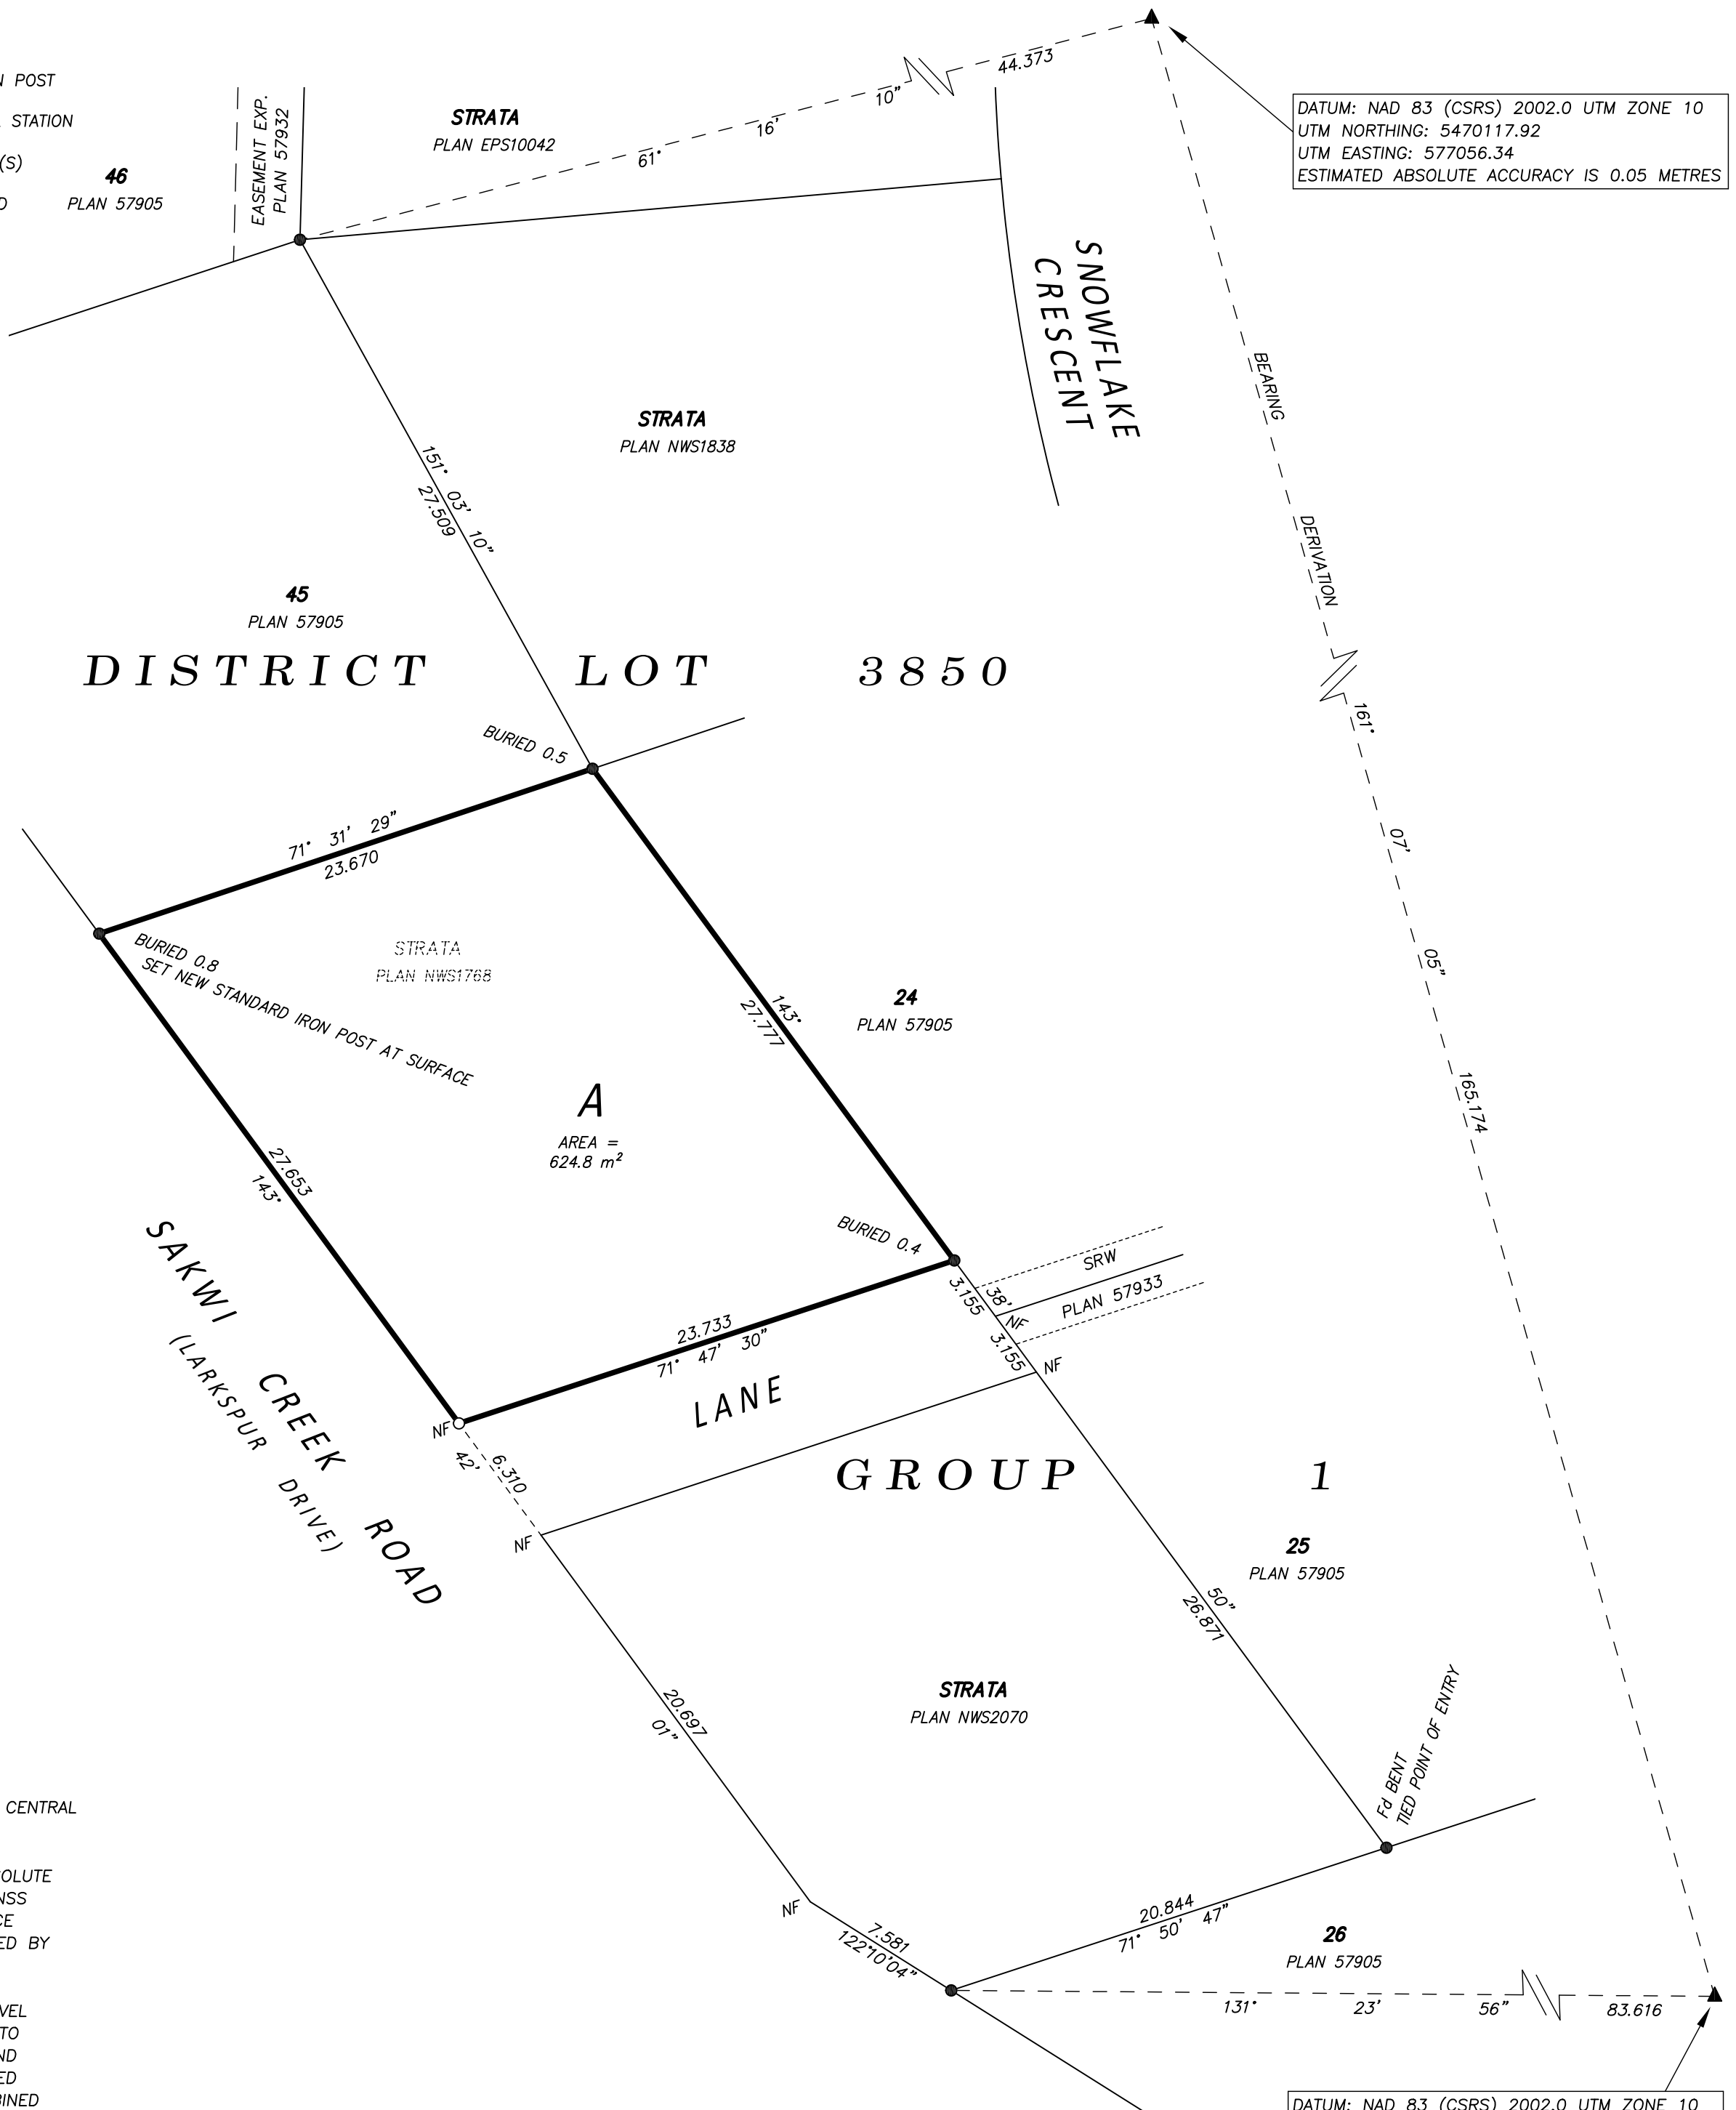 POST
STATION
(S)
46
PLAN 57905
EASEMENT EXP.
PLAN 57932
STRATA
PLAN EPS10042
61° 16' 10"
44.373
DATUM: NAD 83 (CSRS) 2002.0 UTM ZONE 10
UTM NORTHING: 5470117.92
UTM EASTING: 577056.34
ESTIMATED ABSOLUTE ACCURACY IS 0.05 METRES
SNOWFLAKE
CRESCENT
BEARING
DERIVATION
161° 07' 05"
165.174
STRATA
PLAN NWS1838
151° 03' 10"
27.509
45
PLAN 57905
DISTRICT LOT 3850
BURIED 0.5
71° 31' 29"
23.670
BURIED 0.8
SET NEW STANDARD IRON POST AT SURFACE
STRATA
PLAN NWS1768
143°
27.777
24
PLAN 57905
A
AREA =
624.8 m²
27.653
143°
BURIED 0.4
SRW
PLAN 57933
3.155
38'
NF
3.155
NF
23.733
71° 47' 30"
LANE
SAKWI CREEK ROAD
(LARKSPUR DRIVE)
NF
42'
6.310
NF
GROUP 1
25
PLAN 57905
50"
26.871
STRATA
PLAN NWS2070
20.697
01"
Fd BENT
TIED POINT OF ENTRY
NF
7.581
122°10'04"
20.844
71° 50' 47"
26
PLAN 57905
131° 23' 56"
83.616
CENTRAL
OLUTE
NSS
CE
ED BY
VEL
TO
ND
ED
BINED
DATUM: NAD 83 (CSRS) 2002.0 UTM ZONE 10